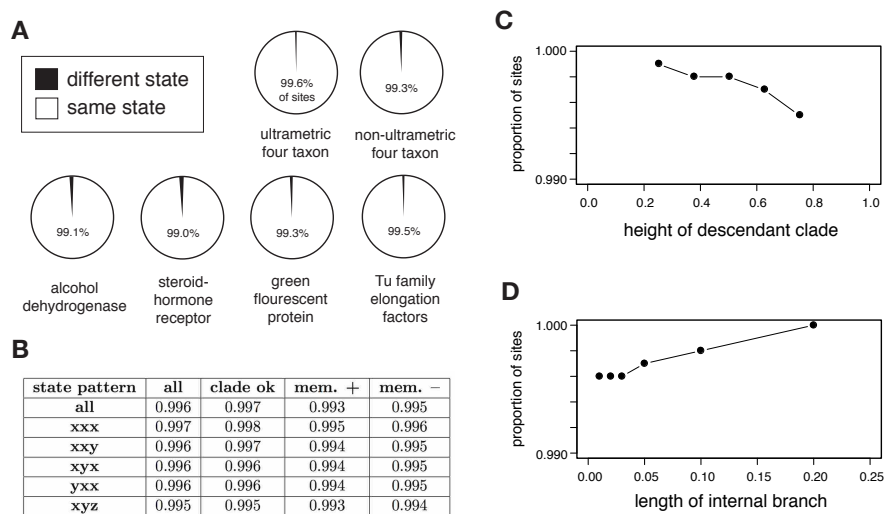 A
different state
same state
99.6%
of sites
99.3%
ultrametric
four taxon
non-ultrametric
four taxon
99.1%
99.0%
99.3%
99.5%
alcohol
dehydrogenase
steroid-
hormone
receptor
green
flourescent
protein
Tu family
elongation
factors
B
state pattern all clade ok mem. + mem. –
all 0.996 0.997 0.993 0.995
xxx 0.997 0.998 0.995 0.996
xxy 0.996 0.997 0.994 0.995
xyx 0.996 0.996 0.994 0.995
yxx 0.996 0.996 0.994 0.995
xyz 0.995 0.995 0.993 0.994
C
proportion of sites
1.000
0.990
0.0 0.2 0.4 0.6 0.8 1.0
height of descendant clade
D
proportion of sites
1.000
0.990
0.00 0.05 0.10 0.15 0.20 0.25
length of internal branch